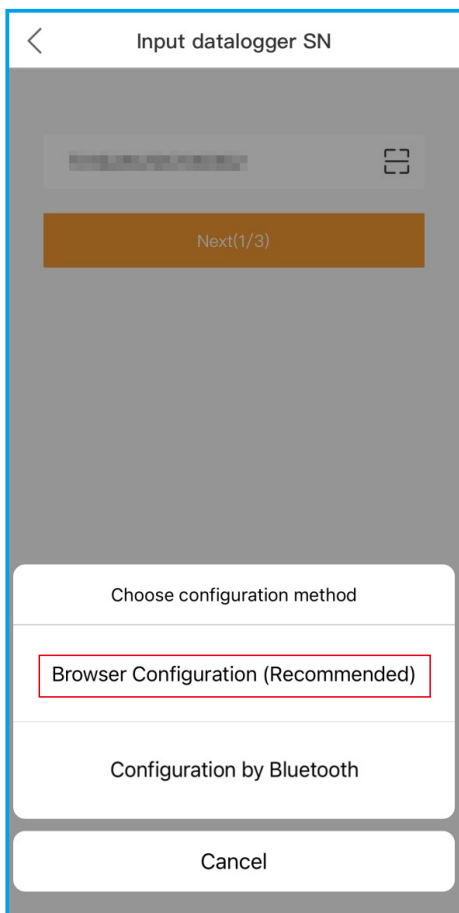 Input datalogger SN
Next(1/3)
Choose configuration method
Browser Configuration (Recommended)
Configuration by Bluetooth
Cancel